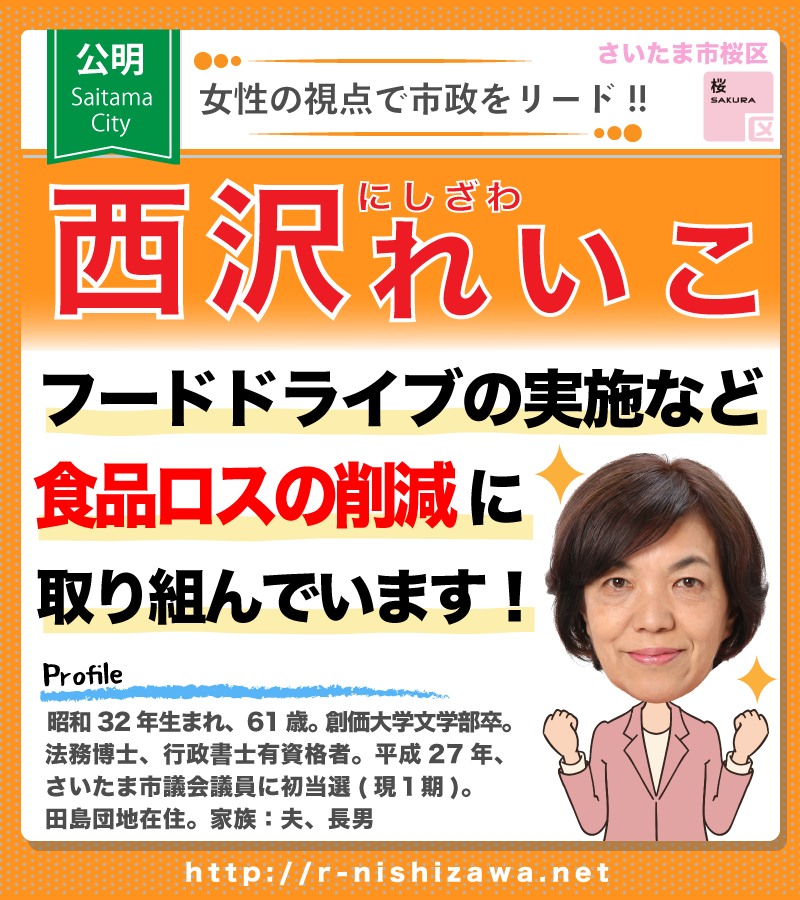 公明
Saitama
City
さいたま市桜区
女性の視点で市政をリード!!
桜
SAKURA
区
にしざわ
西沢れいこ
フードドライブの実施など
食品ロスの削減に
取り組んでいます！
Profile
昭和32年生まれ、61歳。創価大学文学部卒。
法務博士、行政書士有資格者。平成27年、
さいたま市議会議員に初当選(現1期)。
田島団地在住。家族：夫、長男
http://r-nishizawa.net